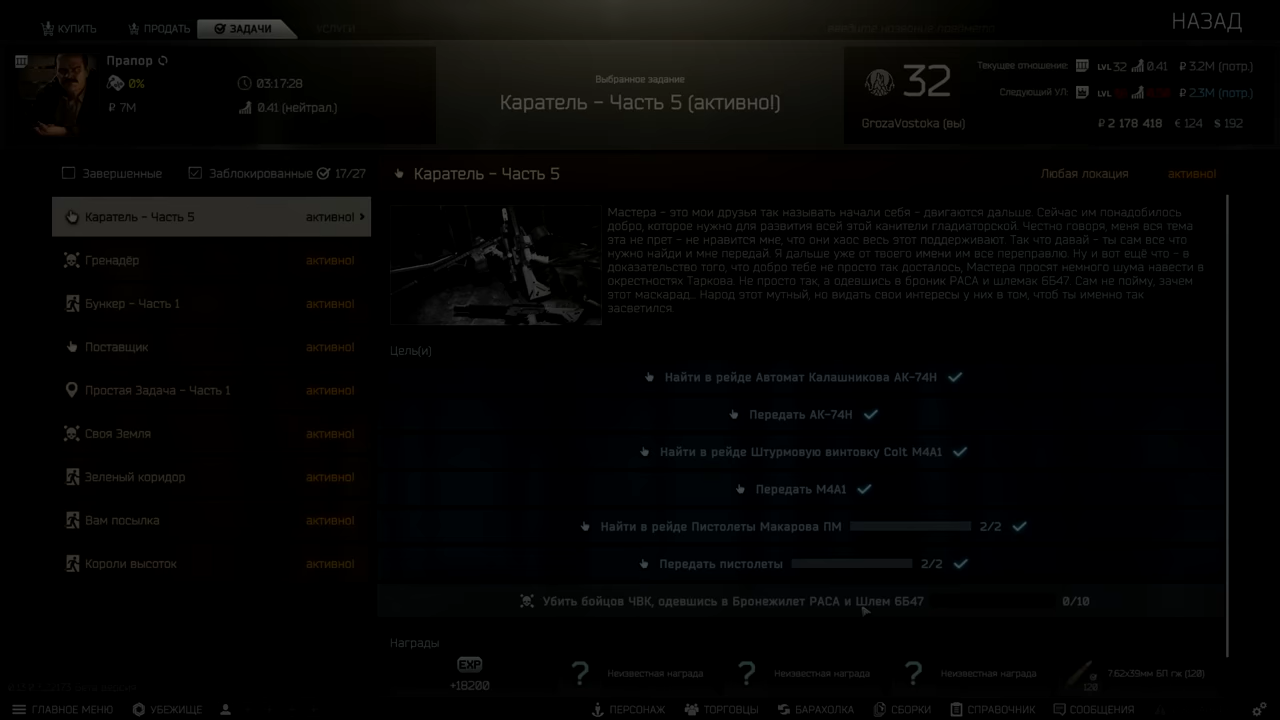 КУПИТЬ
ПРОДАТЬ
ЗАДАЧИ
УСЛУГИ
НАЗАД
Прапор
0%
03:17:28
₽ 7M
0.41 (нейтрал.)
Выбранное задание
Каратель – Часть 5 (активно!)
32
GrozaVostoka (вы)
Текущее отношение: LVL 32 0.41 ₽ 3.2M (потр.)
Следующий УЛ: LVL ₽ 2.3M (потр.)
₽ 2 178 418 € 124 $ 192
Завершенные
Заблокированные 17/27
Каратель – Часть 5 активно!
Гренадёр активно!
Бункер – Часть 1 активно!
Поставщик активно!
Простая Задача – Часть 1 активно!
Своя Земля активно!
Зеленый коридор активно!
Вам посылка активно!
Короли высоток активно!
Каратель – Часть 5
Любая локация
активно!
Мастера – это мои друзья так называть начали себя – двигаются дальше. Сейчас им понадобилось
добро, которое нужно для развития всей этой канители гладиаторской. Честно говоря, меня вся тема
эта не прет – не нравится мне, что они хаос весь этот поддерживают. Так что давай – ты сам все что
нужно найди и мне передай. Я дальше уже от твоего имени им все переправлю. Ну и вот ещё что – в
доказательство того, что добро тебе не просто так досталось, Мастера просят немного шума навести в
окрестностях Таркова. Не просто так, а одевшись в броник РАСА и шлемак 6Б47. Сам не пойму, зачем
этот маскарад... Народ этот мутный, но видать свои интересы у них в том, чтоб ты именно так
засветился.
Цель(и)
Найти в рейде Автомат Калашникова АК-74Н
Передать АК-74Н
Найти в рейде Штурмовую винтовку Colt M4A1
Передать M4A1
Найти в рейде Пистолеты Макарова ПМ 2/2
Передать пистолеты 2/2
Убить бойцов ЧВК, одевшись в Бронежилет РАСА и Шлем 6Б47 0/10
Награды
EXP
+18200
Неизвестная награда
Неизвестная награда
Неизвестная награда
7.62x39мм БП гж (120)
120
ГЛАВНОЕ МЕНЮ
УБЕЖИЩЕ
ПЕРСОНАЖ
ТОРГОВЦЫ
БАРАХОЛКА
СБОРКИ
СПРАВОЧНИК
СООБЩЕНИЯ